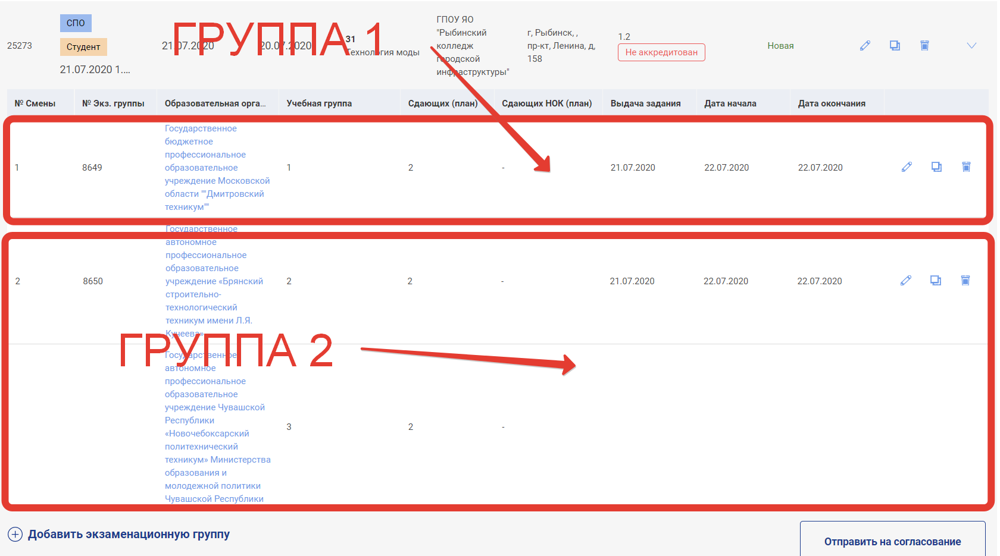 СПО
Студент
25273
21.07.2020 1....
21.07.2020
20.07.2020
31
Технология моды
ГПОУ ЯО
"Рыбинский
колледж
городской
инфраструктуры"
г, Рыбинск, ,
пр-кт, Ленина, д,
158
1.2
Не аккредитован
Новая
ГРУППА 1
№ Смены
№ Экз. группы
Образовательная орга...
Учебная группа
Сдающих (план)
Сдающих НОК (план)
Выдача задания
Дата начала
Дата окончания
1
8649
Государственное
бюджетное
профессиональное
образовательное
учреждение Московской
области ""Дмитровский
техникум""
1
2
-
21.07.2020
22.07.2020
22.07.2020
2
8650
Государственное
автономное
профессиональное
образовательное
учреждение «Брянский
строительно-
технологический
техникум имени Л.Я.
Кучеева»
2
2
-
21.07.2020
22.07.2020
22.07.2020
ГРУППА 2
Государственное
автономное
профессиональное
образовательное
учреждение Чувашской
Республики
«Новочебоксарский
политехнический
техникум» Министерства
образования и
молодежной политики
Чувашской Республики
3
2
-
Добавить экзаменационную группу
Отправить на согласование